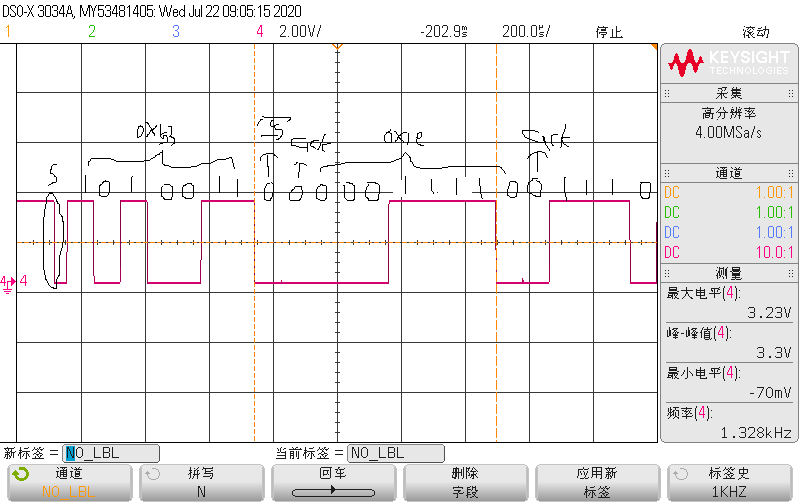 DSO-X 3034A, MY53481405: Wed Jul 22 09:05:15 2020
1 2 3 4 2.00V/ -202.9% 200.0%/ 停止 滚动
KEYSIGHT
TECHNOLOGIES
采集
高分辨率
4.00MSa/s
通道
DC 1.00:1
DC 1.00:1
DC 1.00:1
DC 10.0:1
测量
最大电平(4):
3.23V
峰-峰值(4):
3.3V
最小电平(4):
-70mV
频率(4):
1.328kHz
0xb3 S 0x1e
S 1 0 1 0 0 1 1 0 0 0 0 0 1 1 1 1 0 0 1 1 1 0
4 4
新标签 = NO_LBL 当前标签 = NO_LBL
通道 拼写 回车 删除 应用新 标签史
NO_LBL N 字段 标签 1KHZ